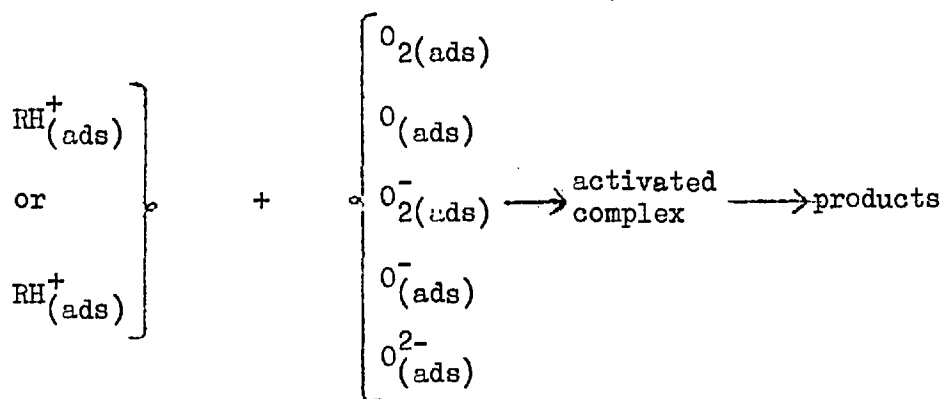 RH⁺(ads)
or
RH⁺(ads)
+
O₂(ads)
O(ads)
O₂⁻(ads)
O⁻(ads)
O²⁻(ads)
⟶ activated complex ⟶ products